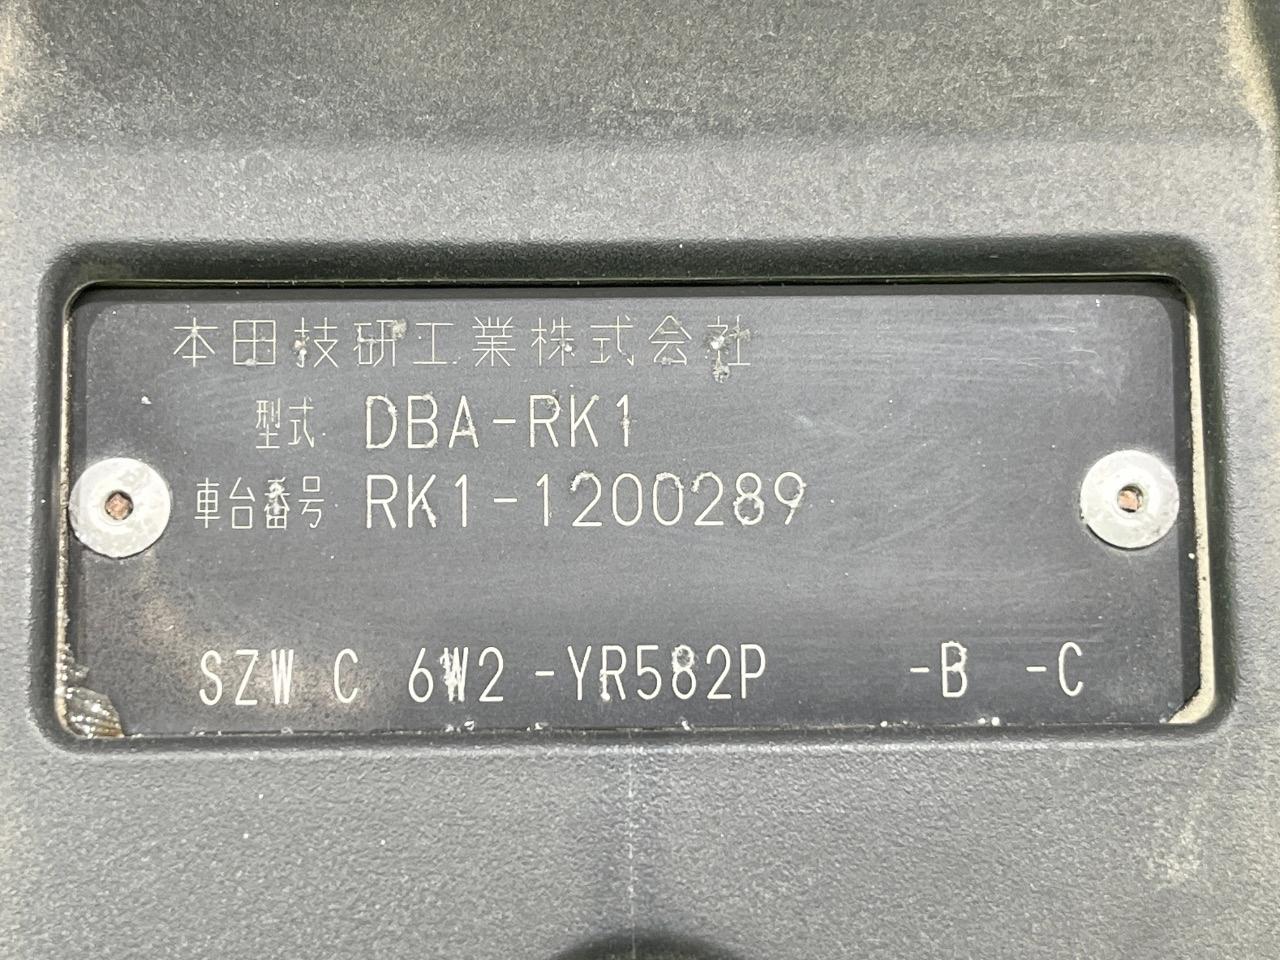 本田技研工業株式会社
型式 DBA-RK1
車台番号 RK1-1200289
SZW C 6W2 -YR582P -B -C